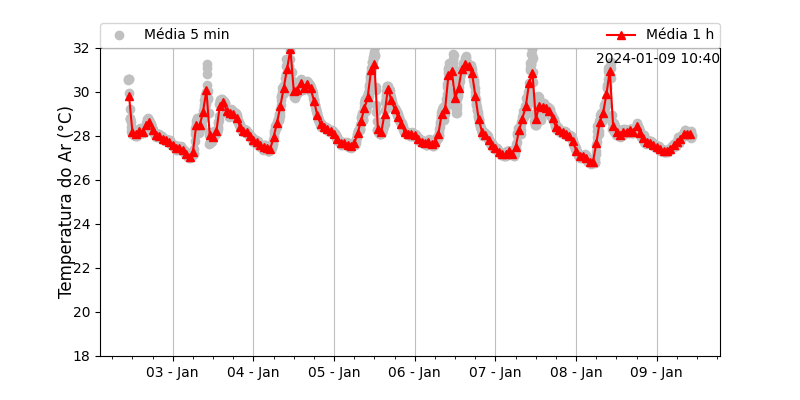 Média 5 min
Média 1 h
2024-01-09 10:40
Temperatura do Ar (°C)
32
30
28
26
24
22
20
18
03 - Jan
04 - Jan
05 - Jan
06 - Jan
07 - Jan
08 - Jan
09 - Jan